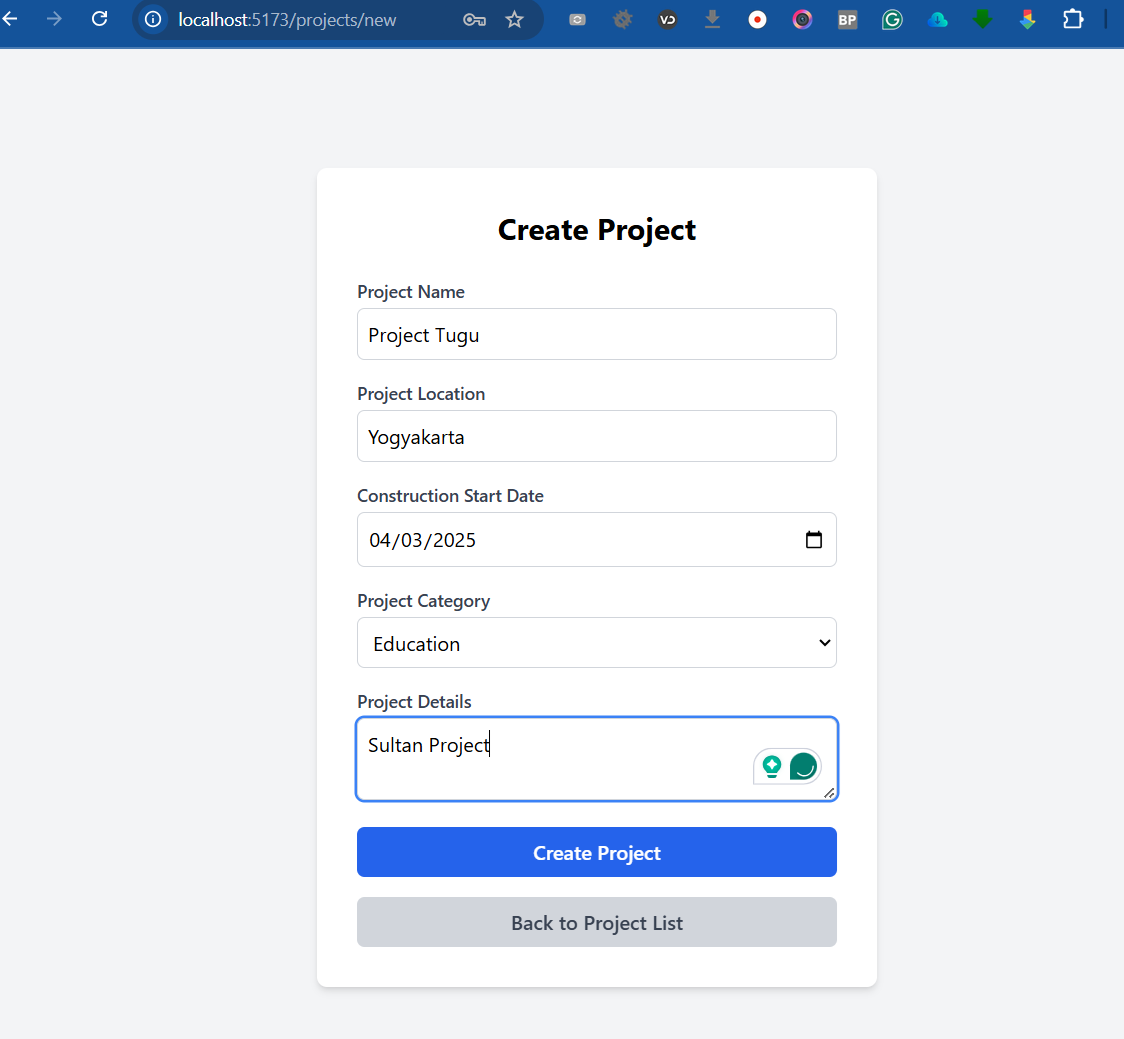 localhost:5173/projects/new
VD
BP
G
Create Project
Project Name
Project Tugu
Project Location
Yogyakarta
Construction Start Date
04/03/2025
Project Category
Education
Project Details
Sultan Project
Create Project
Back to Project List